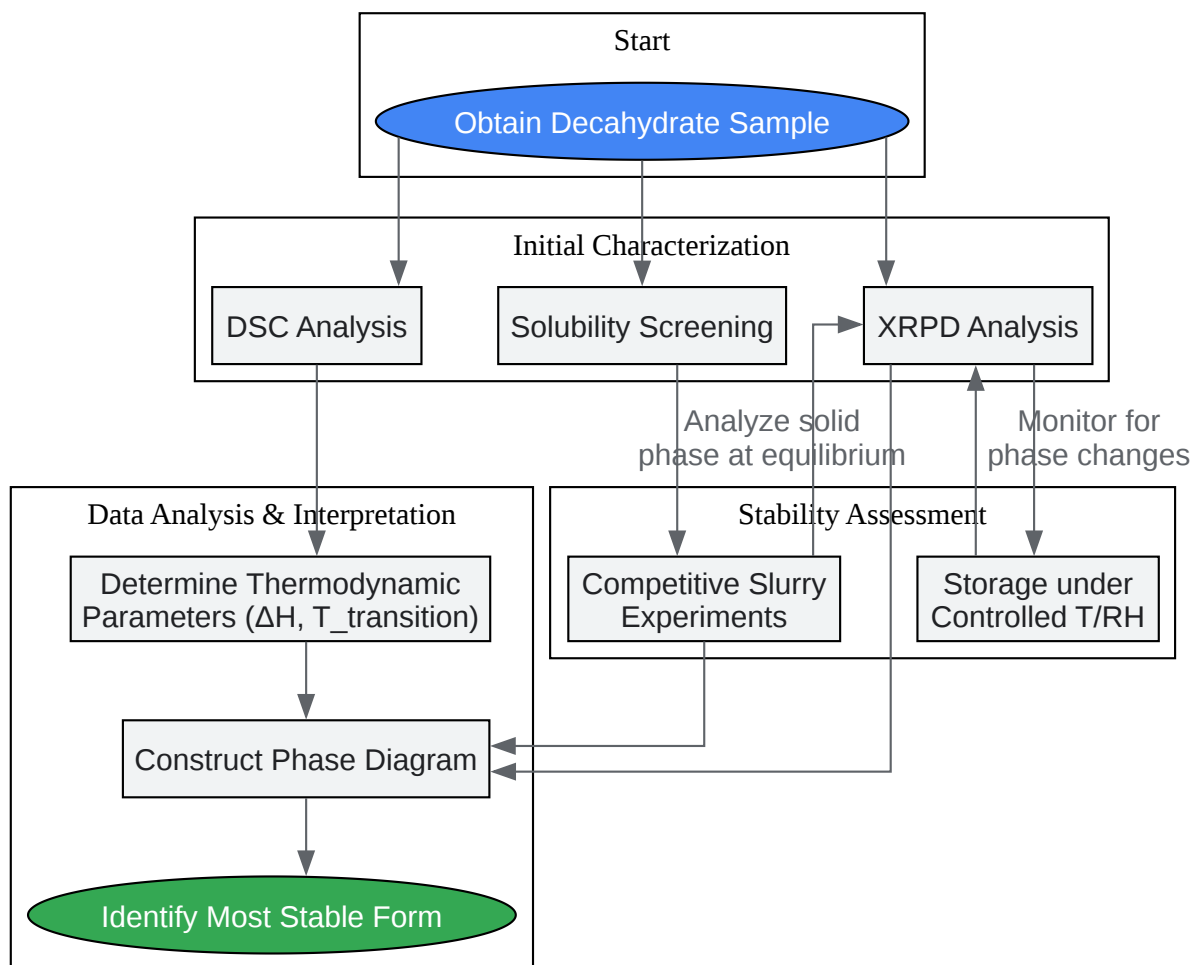 Start
Obtain Decahydrate Sample
Initial Characterization
DSC Analysis
Solubility Screening
XRPD Analysis
Analyze solid
phase at equilibrium
Monitor for
phase changes
Data Analysis & Interpretation
Stability Assessment
Determine Thermodynamic
Parameters (ΔH, T_transition)
Competitive Slurry
Experiments
Storage under
Controlled T/RH
Construct Phase Diagram
Identify Most Stable Form